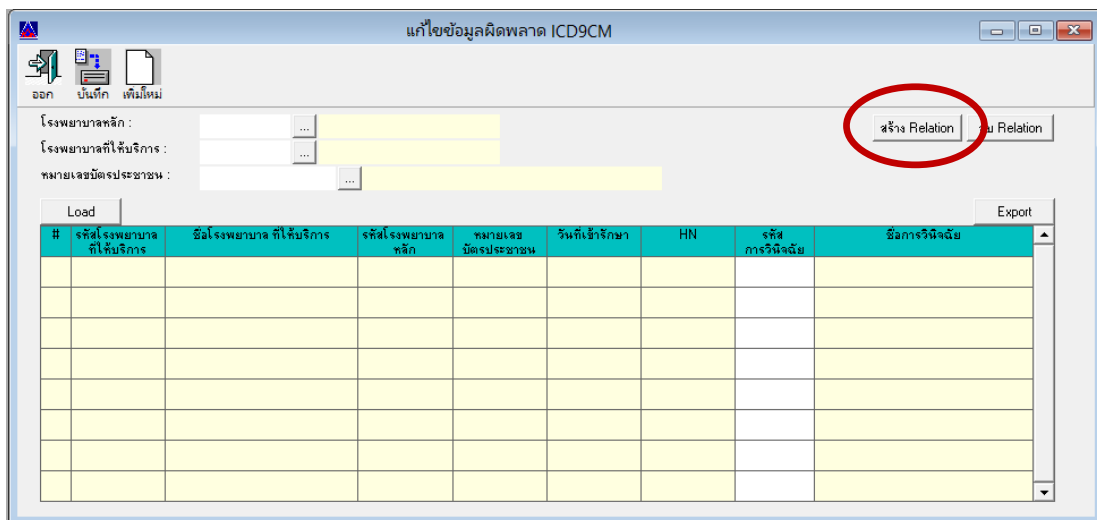 แก้ไขข้อมูลผิดพลาด ICD9CM
ออก บันทึก เพิ่มใหม่
โรงพยาบาลหลัก : ... สร้าง Relation Relation
โรงพยาบาลที่ให้บริการ : ...
หมายเลขบัตรประชาชน : ...
Load Export
# รหัสโรงพยาบาล ชื่อโรงพยาบาล ที่ให้บริการ รหัสโรงพยาบาล หมายเลข วันที่เข้ารักษา HN รหัส ชื่อการวินิจฉัย
ที่ให้บริการ หลัก บัตรประชาชน การวินิจฉัย